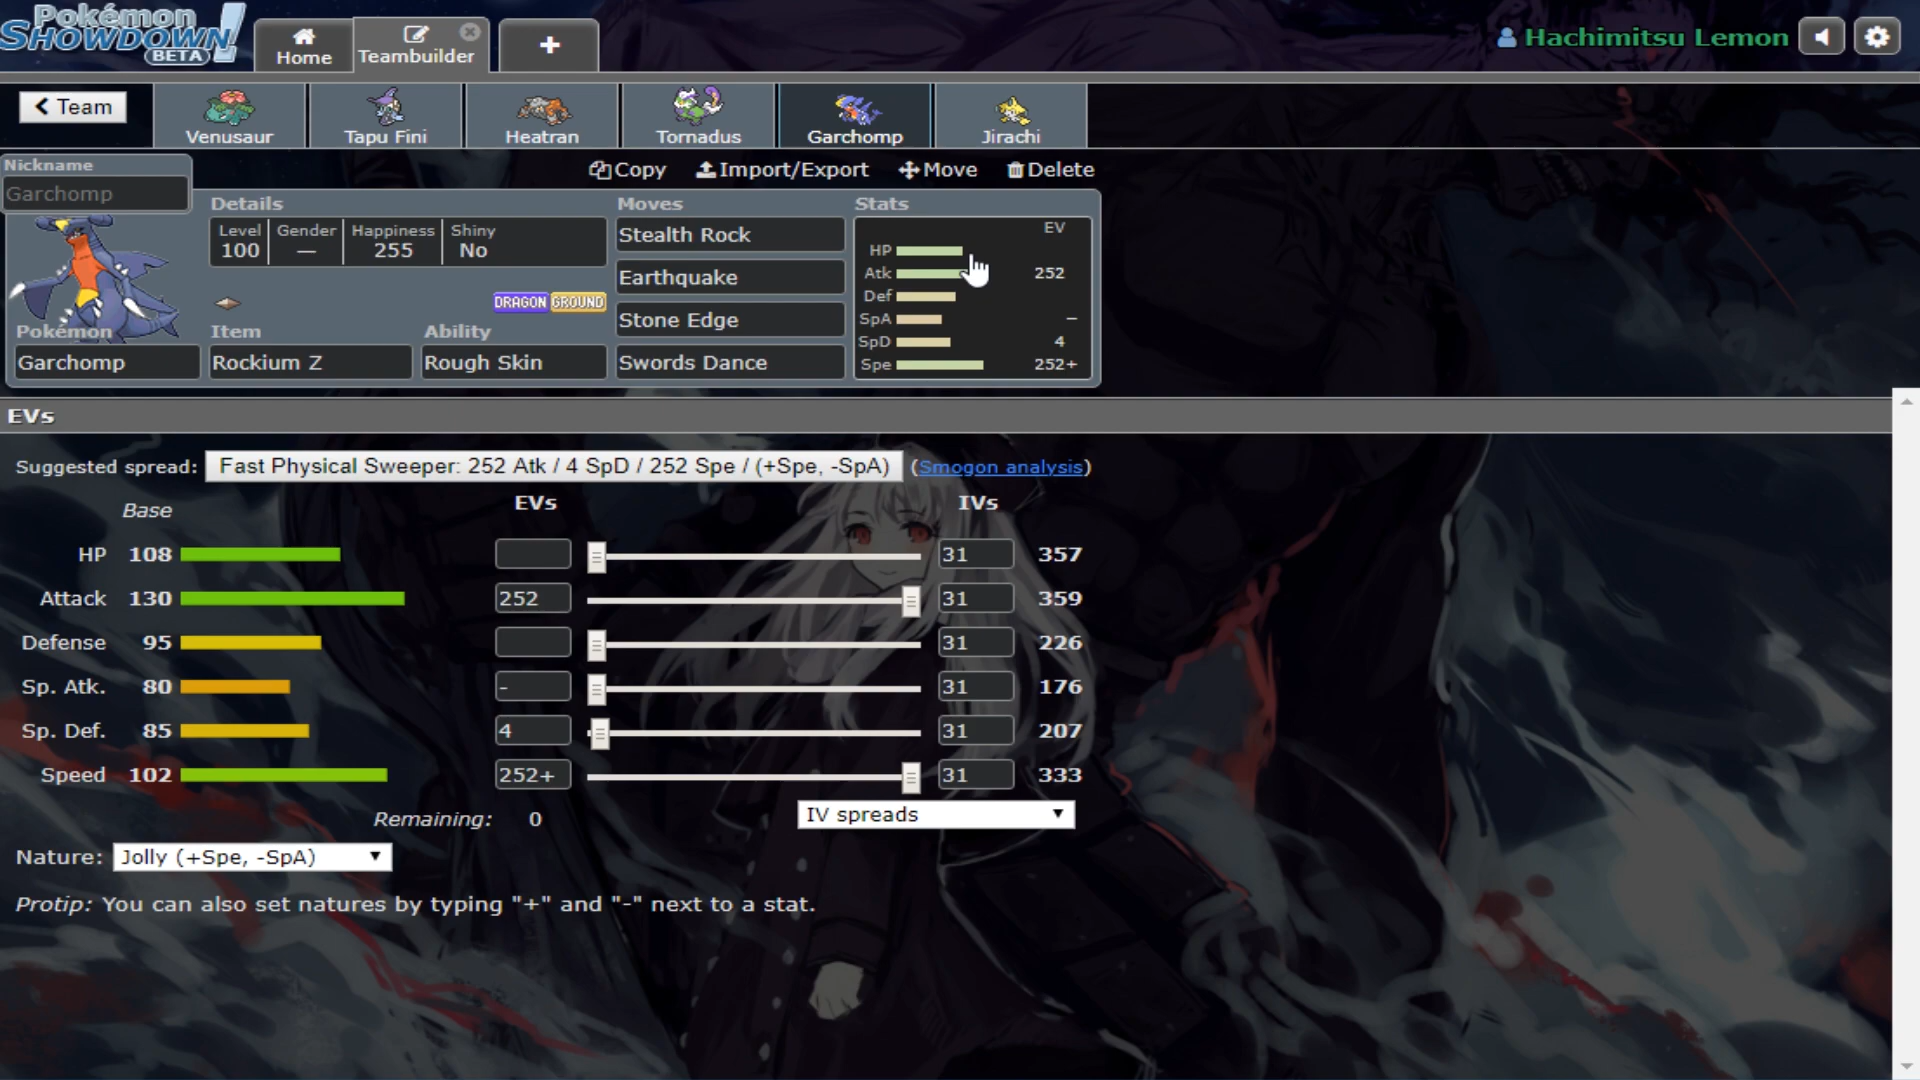 Pokémon
SHOWDOWN!
BETA
Home
Teambuilder
+
Hachimitsu Lemon
Team
Venusaur
Tapu Fini
Heatran
Tornadus
Garchomp
Jirachi
Copy
Import/Export
Move
Delete
Nickname
Garchomp
Details
Level
100
Gender
—
Happiness
255
Shiny
No
DRAGON GROUND
Pokémon
Garchomp
Item
Rockium Z
Ability
Rough Skin
Moves
Stealth Rock
Earthquake
Stone Edge
Swords Dance
Stats
EV
HP
Atk 252
Def
SpA –
SpD 4
Spe 252+
EVs
Suggested spread: Fast Physical Sweeper: 252 Atk / 4 SpD / 252 Spe / (+Spe, -SpA) (Smogon analysis)
Base EVs IVs
HP 108 31 357
Attack 130 252 31 359
Defense 95 31 226
Sp. Atk. 80 - 31 176
Sp. Def. 85 4 31 207
Speed 102 252+ 31 333
Remaining: 0 IV spreads
Nature: Jolly (+Spe, -SpA)
Protip: You can also set natures by typing "+" and "-" next to a stat.